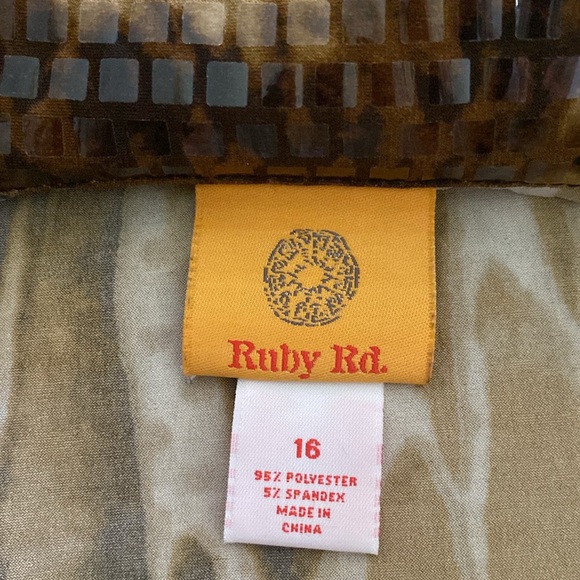 Ruby Rd.
16
95% POLYESTER
5% SPANDEX
MADE IN
CHINA